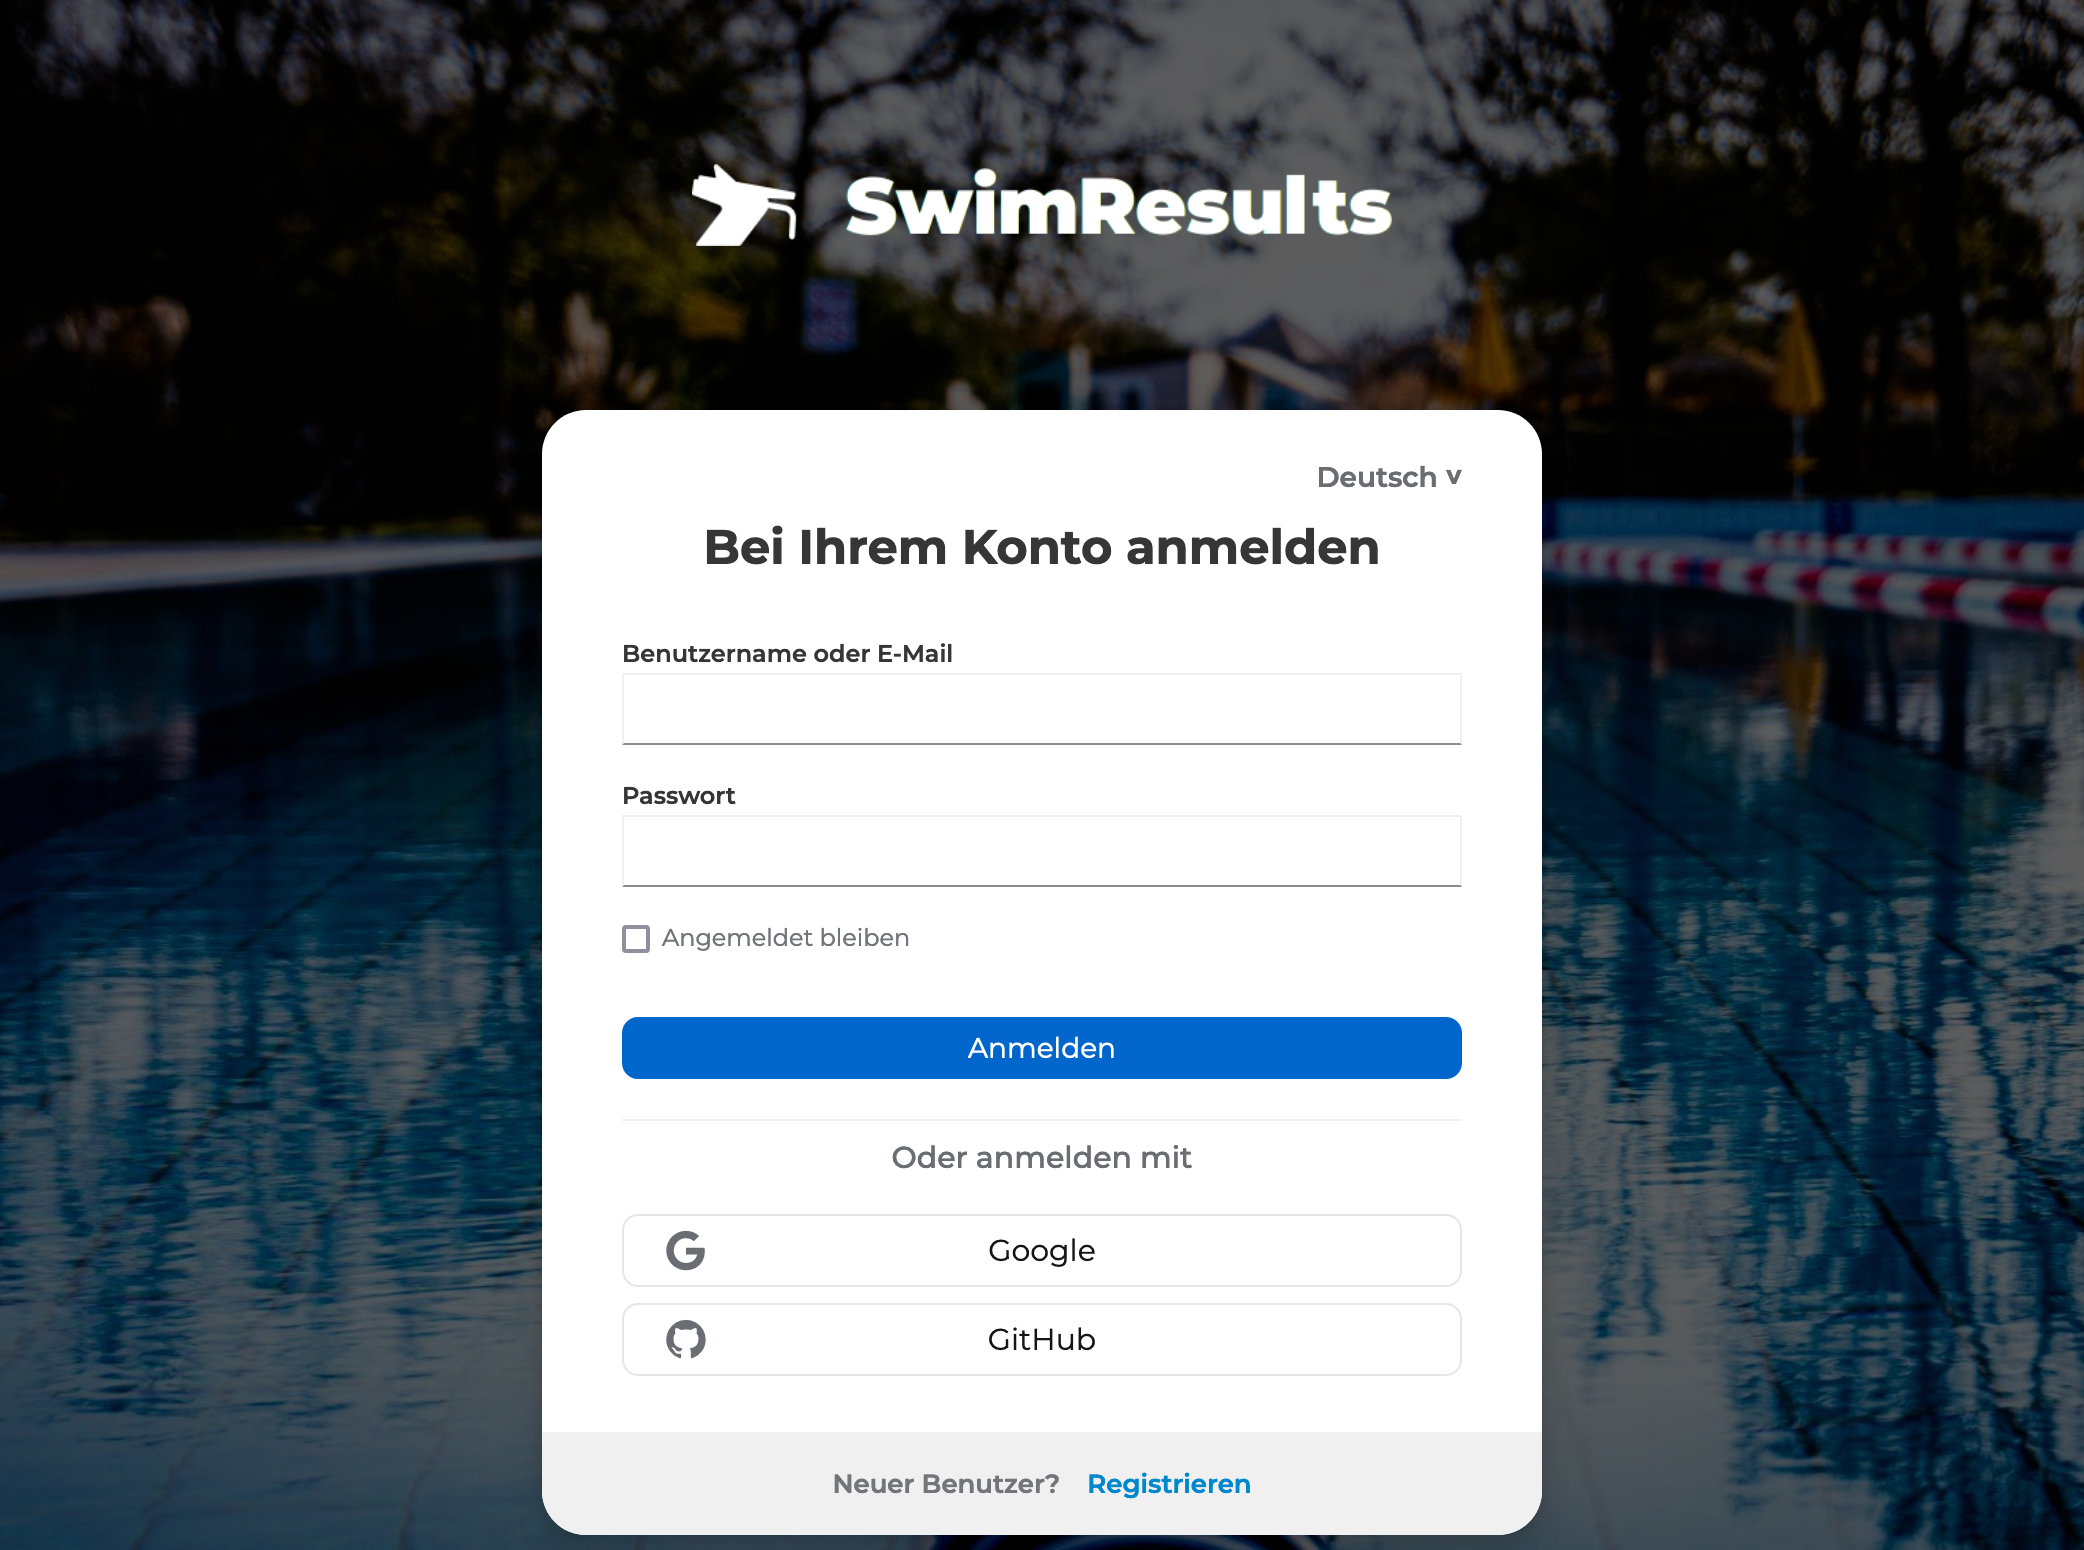 SwimResults
Deutsch
Bei Ihrem Konto anmelden
Benutzername oder E-Mail
Passwort
Angemeldet bleiben
Anmelden
Oder anmelden mit
Google
GitHub
Neuer Benutzer? Registrieren